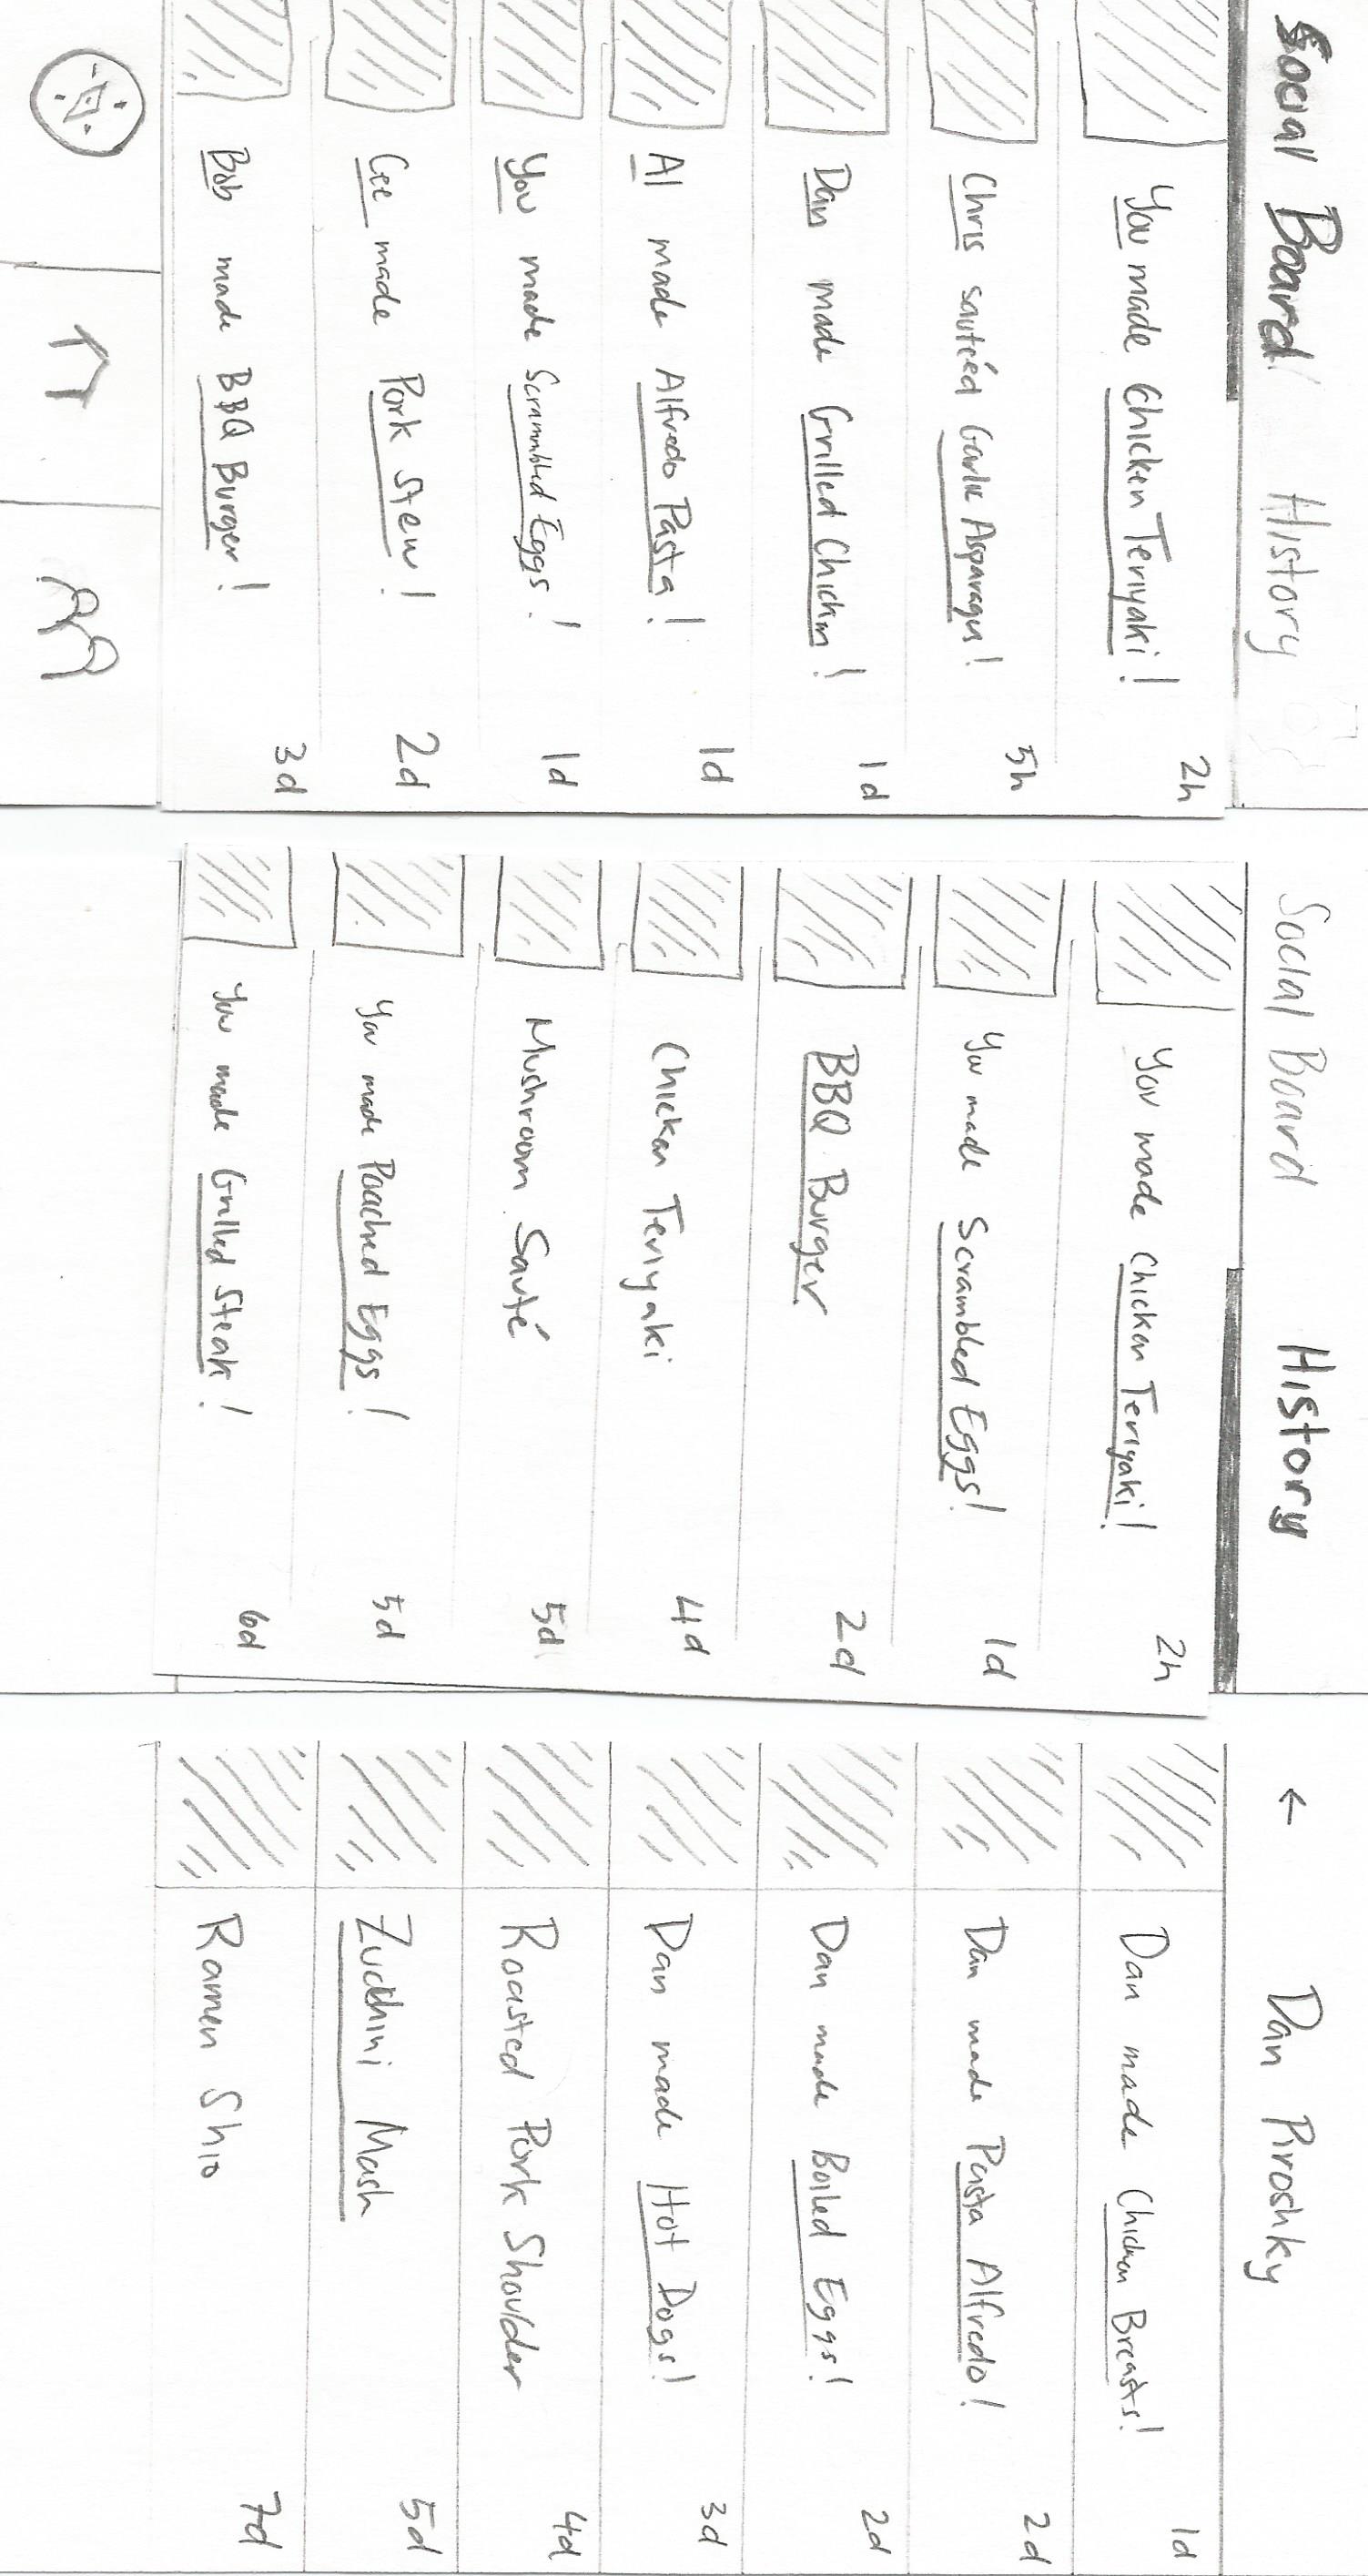 Social Board History
2h
You made Chicken Teriyaki!
5h
Chris sautéed Garlic Asparagus!
1d
Dan made Grilled Chicken!
1d
Al made Alfredo Pasta!
1d
You made Scrammbled Eggs!
2d
Cee made Pork Stew!
3d
Bob made BBQ Burger!
Social Board History
2h
You made Chicken Teriyaki!
1d
You made Scrambled Eggs!
2d
BBQ Burger
4d
Chicken Teriyaki
5d
Mushroom Sauté
5d
You made Poached Eggs!
6d
You made Grilled Steak!
← Dan Piroshky
1d
Dan made Chicken Breasts!
2d
Dan made Pasta Alfredo!
2d
Dan made Boiled Eggs!
3d
Dan made Hot Dogs!
4d
Roasted Pork Shoulder
5d
Zucchini Mash
7d
Ramen Shio